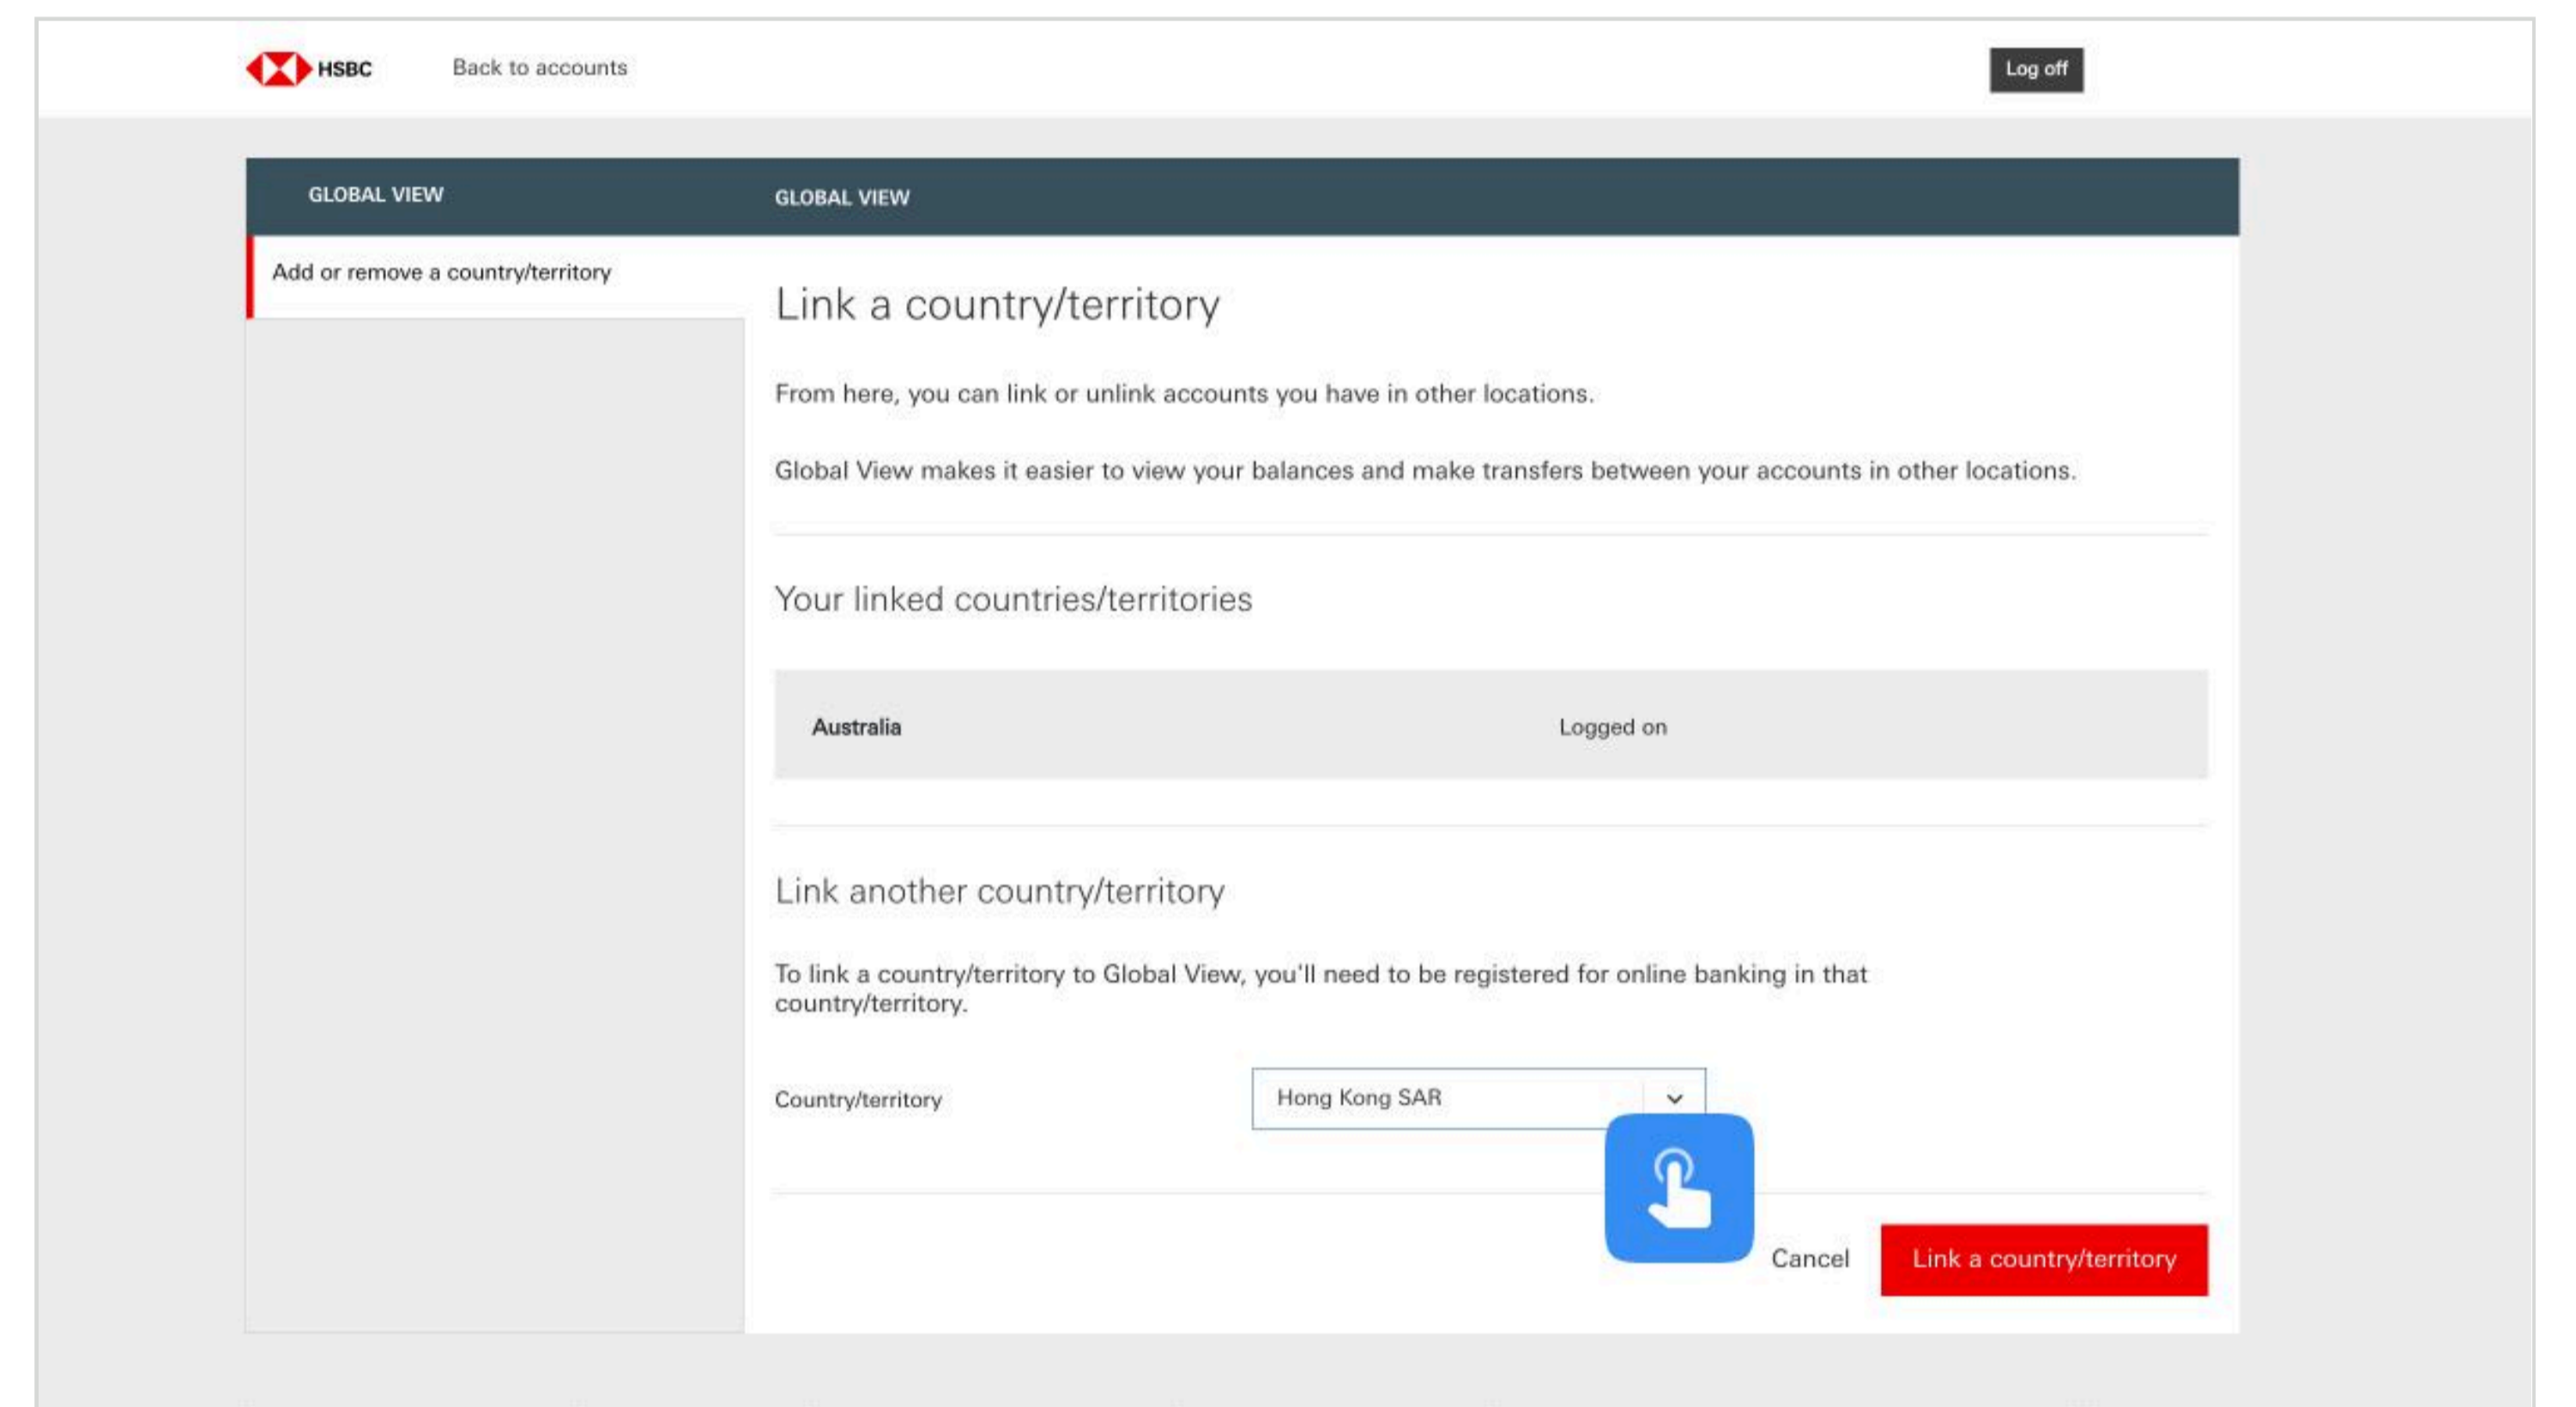 HSBC
Back to accounts
Log off
GLOBAL VIEW
GLOBAL VIEW
Add or remove a country/territory
Link a country/territory
From here, you can link or unlink accounts you have in other locations.
Global View makes it easier to view your balances and make transfers between your accounts in other locations.
Your linked countries/territories
Australia
Logged on
Link another country/territory
To link a country/territory to Global View, you'll need to be registered for online banking in that
country/territory.
Country/territory
Hong Kong SAR
Cancel
Link a country/territory